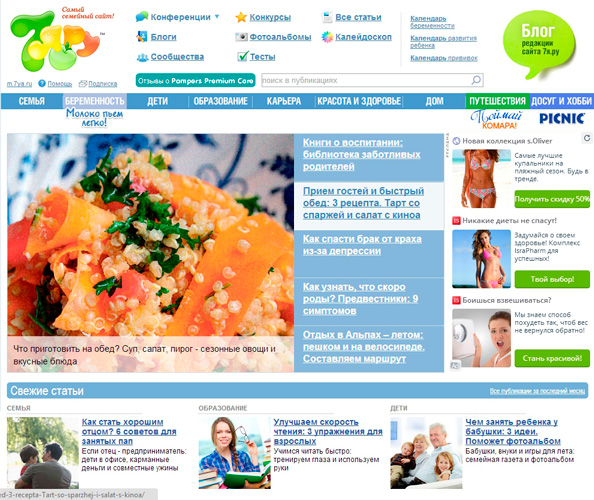 Самый
семейный сайт!
7я.ру
TM
m.7ya.ru
Помощь
Подписка
Конференции
Блоги
Сообщества
Конкурсы
Фотоальбомы
Тесты
Все статьи
Калейдоскоп
Календарь
беременности
Календарь развития
ребенка
Календарь прививок
Отзывы о Pampers Premium Care
поиск в публикациях
Блог
редакции
сайта 7я.ру
СЕМЬЯ
БЕРЕМЕННОСТЬ
ДЕТИ
ОБРАЗОВАНИЕ
КАРЬЕРА
КРАСОТА И ЗДОРОВЬЕ
ДОМ
ПУТЕШЕСТВИЯ
ДОСУГ И ХОББИ
Молоко пьем
легко!
Поймай
КОМАРА!
PICNIC
Книги о воспитании:
библиотека заботливых
родителей
Прием гостей и быстрый
обед: 3 рецепта. Тарт со
спаржей и салат с киноа
Как спасти брак от краха
из-за депрессии
Как узнать, что скоро
роды? Предвестники: 9
симптомов
Отдых в Альпах – летом:
пешком и на велосипеде.
Составляем маршрут
Что приготовить на обед? Суп, салат, пирог - сезонные овощи и
вкусные блюда
РЕКЛАМА
Новая коллекция s.Oliver
Самые лучшие
купальники на
пляжный сезон. Будь в
тренде.
Получить скидку 50%
Никакие диеты не спасут!
Задумайся о своем
здоровье! Комплекс
IsraPharm для
успешных!
Твой выбор!
Боишься взвешиваться?
Мы знаем способ
похудеть так, чтоб вес
не вернулся обратно!
Стань красивой!
Свежие статьи
Все публикации за последний месяц
СЕМЬЯ
Как стать хорошим
отцом? 6 советов для
занятых пап
Если отец - предприниматель:
дети в офисе, карманные
деньги и совместные ужины
ОБРАЗОВАНИЕ
Улучшаем скорость
чтения: 3 упражнения для
взрослых
Учимся читать быстро:
тренируем глаза и используем
руки
ДЕТИ
Чем занять ребенка у
бабушки: 3 идеи.
Поможет фотоальбом
Бабушки, внуки и игры для лета:
семейная газета и фотоальбом
ed-3-recepta-Tart-so-sparzhej-i-salat-s-kinoa/